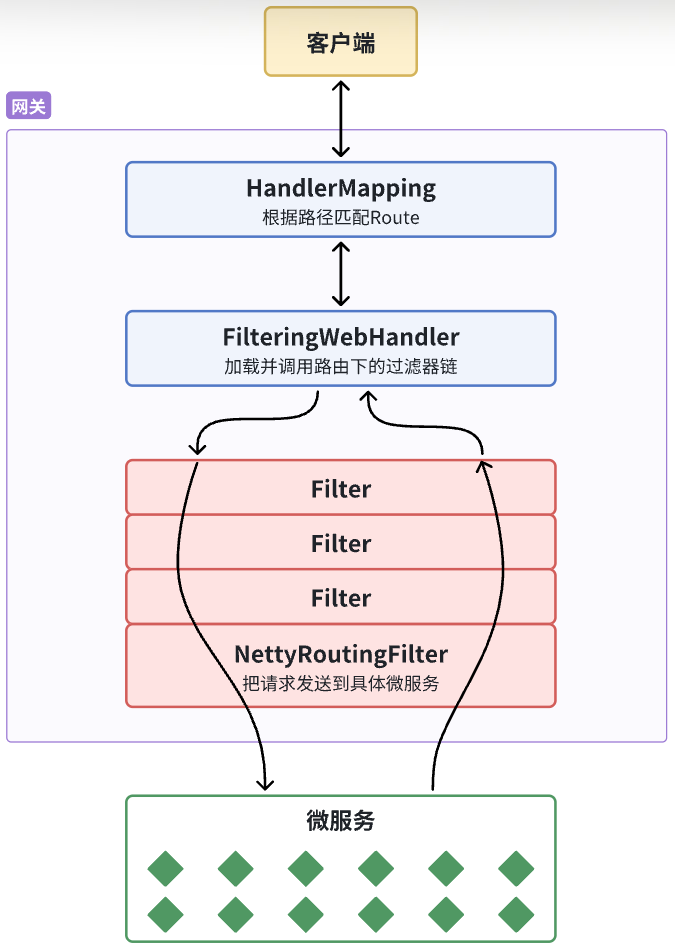 客户端
网关
HandlerMapping
根据路径匹配Route
FilteringWebHandler
加载并调用路由下的过滤器链
Filter
Filter
Filter
NettyRoutingFilter
把请求发送到具体微服务
微服务